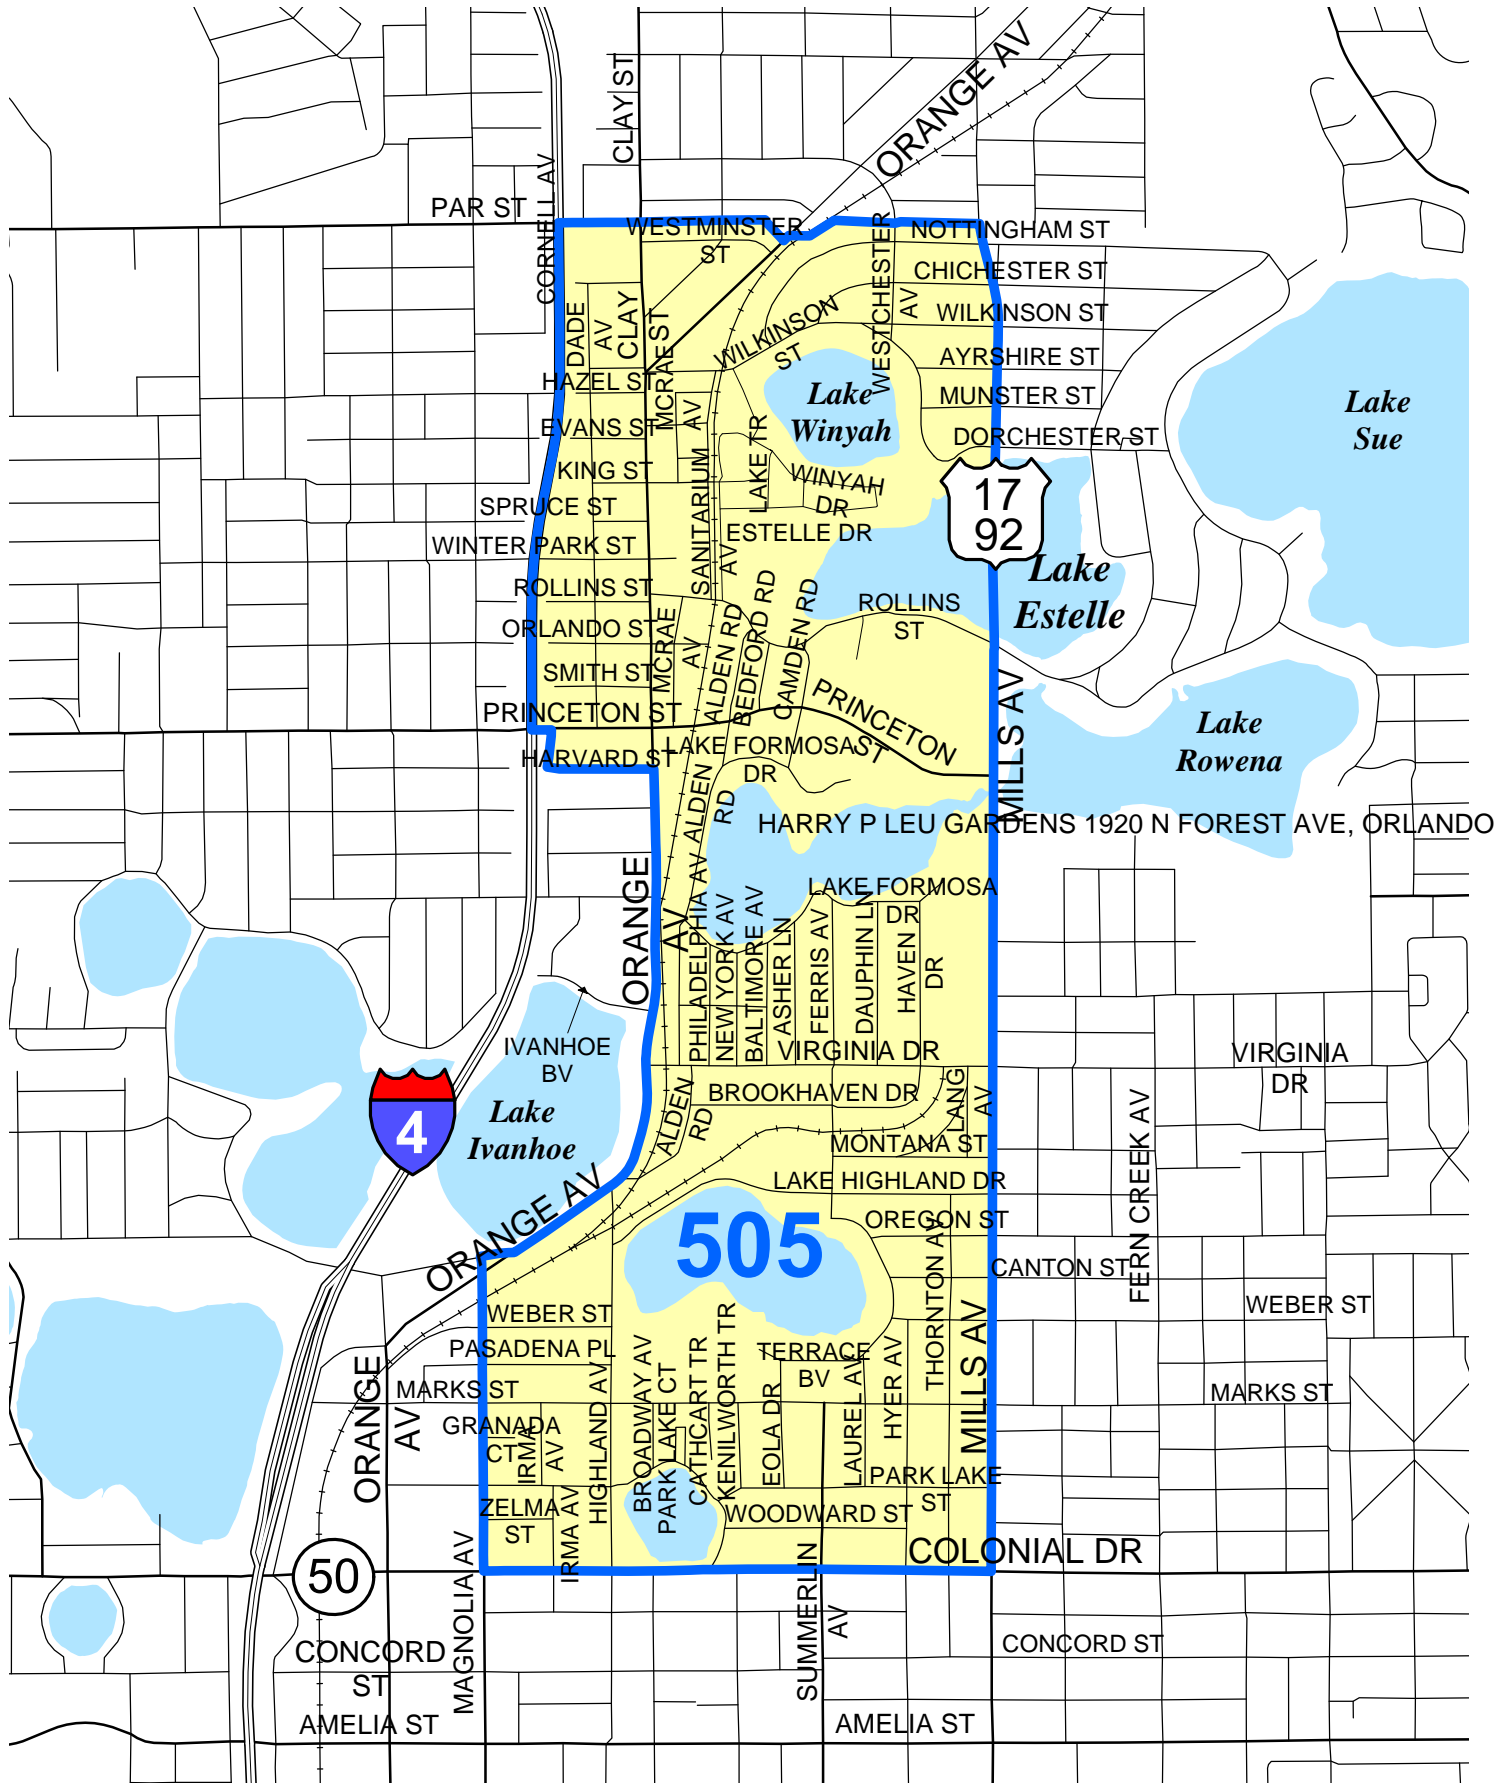 ORANGE AV
CLAY ST
CORNELL AV
PAR ST
WESTMINSTER
ST
WESTCHESTER
AV
NOTTINGHAM ST
CHICHESTER ST
WILKINSON ST
AYRSHIRE ST
MUNSTER ST
DORCHESTER ST
DADE
AV
CLAY
ST
MCRAE
WILKINSON
ST
HAZEL ST
EVANS ST
KING ST
SPRUCE ST
WINTER PARK ST
ROLLINS ST
ORLANDO ST
SMITH ST
PRINCETON ST
HARVARD ST
SANITARIUM AV
AV
LAKE TR
Lake
Winyah
WINYAH
DR
ESTELLE DR
17
92
Lake
Sue
Lake
Estelle
MCRAE
AV
ALDEN RD
BEDFORD RD
CAMDEN RD
ROLLINS
ST
PRINCETON
ST
LAKE FORMOSA
DR
MILLS AV
Lake
Rowena
ALDEN
RD
HARRY P LEU GARDENS 1920 N FOREST AVE, ORLANDO
ORANGE
AV
LAKE FORMOSA
DR
PHILADELPHIA AV
NEW YORK AV
BALTIMORE AV
ASHER LN
FERRIS AV
DAUPHIN LN
HAVEN
DR
IVANHOE
BV
VIRGINIA DR
VIRGINIA
DR
4
Lake
Ivanhoe
ALDEN
RD
BROOKHAVEN DR
LANG
AV
MONTANA ST
FERN CREEK AV
LAKE HIGHLAND DR
ORANGE AV
505
OREGON ST
THORNTON AV
CANTON ST
WEBER ST
WEBER ST
PASADENA PL
TERRACE
BV
MARKS ST
MARKS ST
ORANGE
AV
GRANADA
CT
IRMA
AV
HIGHLAND AV
BROADWAY AV
PARK LAKE CT
CATHCART TR
KENILWORTH TR
EOLA DR
LAUREL AV
HYER AV
MILLS AV
PARK LAKE
ST
ZELMA
ST
IRMA AV
WOODWARD ST
COLONIAL DR
50
MAGNOLIA AV
SUMMERLIN
AV
CONCORD
ST
CONCORD ST
AMELIA ST
AMELIA ST